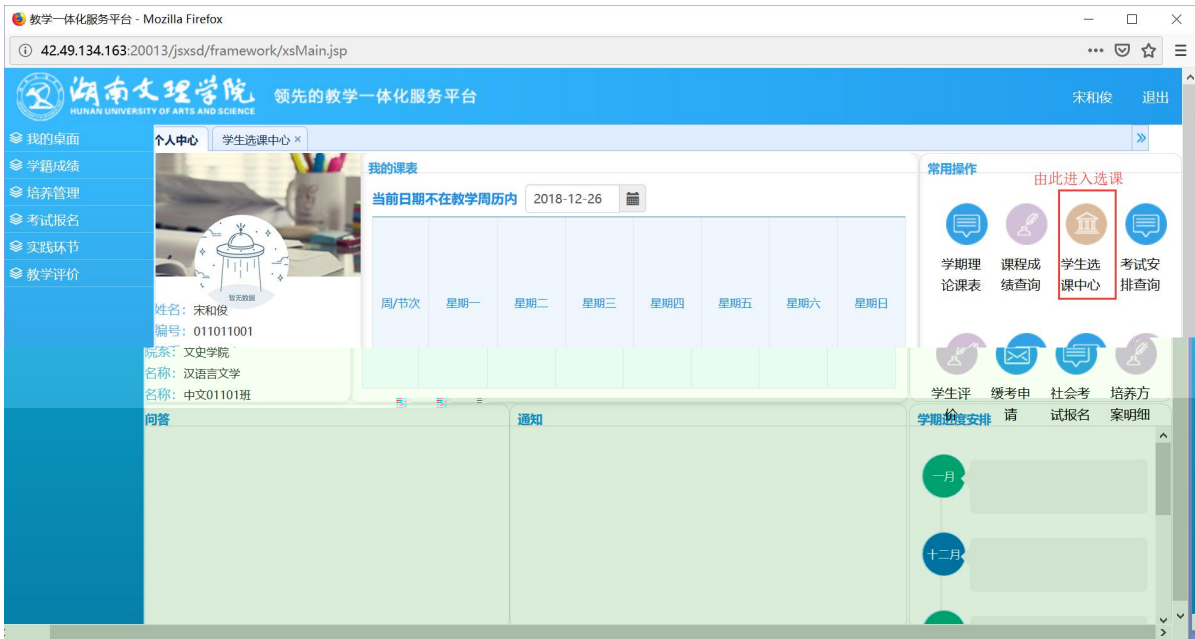 教学一体化服务平台 - Mozilla Firefox
42.49.134.163:20013/jsxsd/framework/xsMain.jsp
湖南文理学院
HUNAN UNIVERSITY OF ARTS AND SCIENCE
领先的教学一体化服务平台
宋和俊 退出
我的桌面
学籍成绩
培养管理
考试报名
实践环节
教学评价
个人中心 学生选课中心 ×
暂无数据
姓名：宋和俊
编号：011011001
院系：文史学院
名称：汉语言文学
名称：中文01101班
我的课表
当前日期不在教学周历内 2018-12-26
周/节次 星期一 星期二 星期三 星期四 星期五 星期六 星期日
常用操作
由此进入选课
学期理论课表
课程成绩查询
学生选课中心
考试安排查询
学生评价
缓考申请
社会考试报名
培养方案明细
问答
通知
学期进度安排
一月
十二月